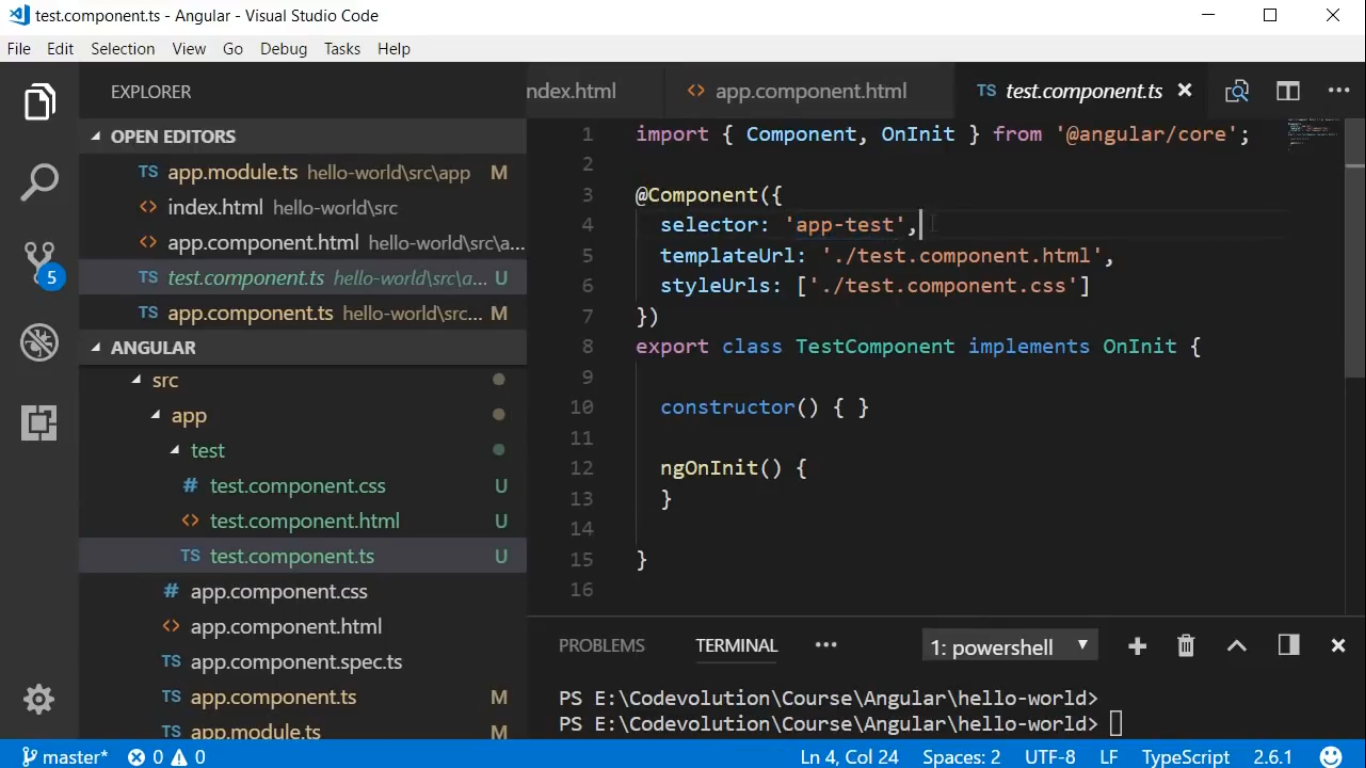 test.component.ts - Angular - Visual Studio Code
File Edit Selection View Go Debug Tasks Help
EXPLORER
OPEN EDITORS
TS app.module.ts hello-world\src\app M
<> index.html hello-world\src
<> app.component.html hello-world\src\a...
TS test.component.ts hello-world\src\a... U
TS app.component.ts hello-world\src... M
ANGULAR
src
app
test
# test.component.css U
<> test.component.html U
TS test.component.ts U
# app.component.css
<> app.component.html
TS app.component.spec.ts
TS app.component.ts M
TS app.module.ts M
5
ndex.html <> app.component.html TS test.component.ts
1 import { Component, OnInit } from '@angular/core';
2
3 @Component({
4 selector: 'app-test',
5 templateUrl: './test.component.html',
6 styleUrls: ['./test.component.css']
7 })
8 export class TestComponent implements OnInit {
9
10 constructor() { }
11
12 ngOnInit() {
13 }
14
15 }
16
PROBLEMS TERMINAL ... 1: powershell
PS E:\Codevolution\Course\Angular\hello-world>
PS E:\Codevolution\Course\Angular\hello-world>
master* 0 0 Ln 4, Col 24 Spaces: 2 UTF-8 LF TypeScript 2.6.1